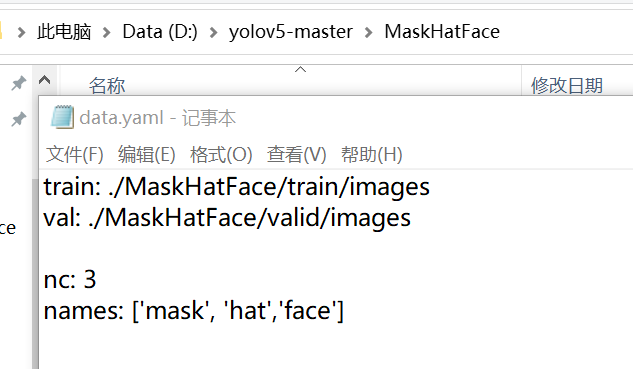 此电脑 > Data (D:) > yolov5-master > MaskHatFace
名称 修改日期
data.yaml - 记事本
文件(F) 编辑(E) 格式(O) 查看(V) 帮助(H)
train: ./MaskHatFace/train/images
val: ./MaskHatFace/valid/images
ce
nc: 3
names: ['mask', 'hat','face']